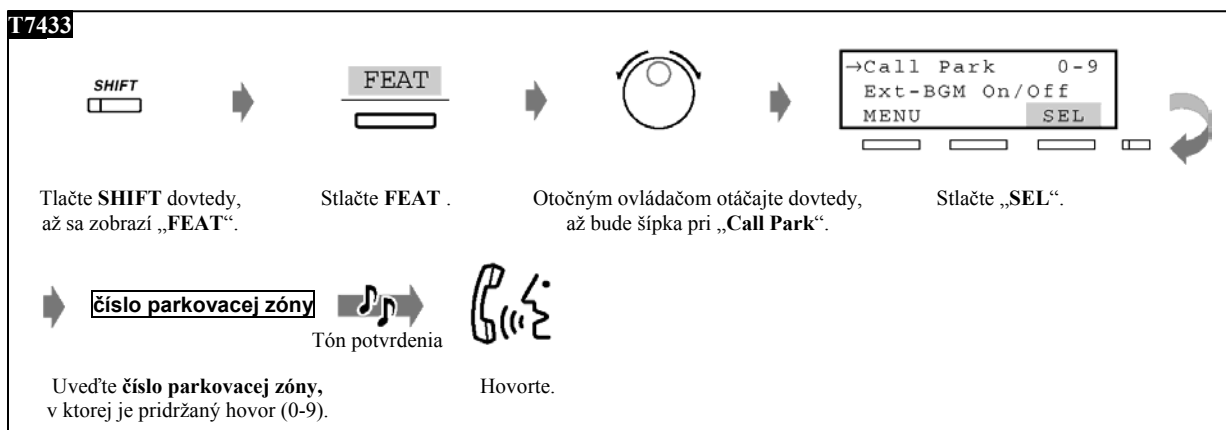 T7433
SHIFT
FEAT
→Call Park 0-9
Ext-BGM On/Off
MENU SEL
Tlačte SHIFT dovtedy,
až sa zobrazí „FEAT“.
Stlačte FEAT .
Otočným ovládačom otáčajte dovtedy,
až bude šípka pri „Call Park“.
Stlačte „SEL“.
číslo parkovacej zóny
Tón potvrdenia
Uveďte číslo parkovacej zóny,
v ktorej je pridržaný hovor (0-9).
Hovorte.